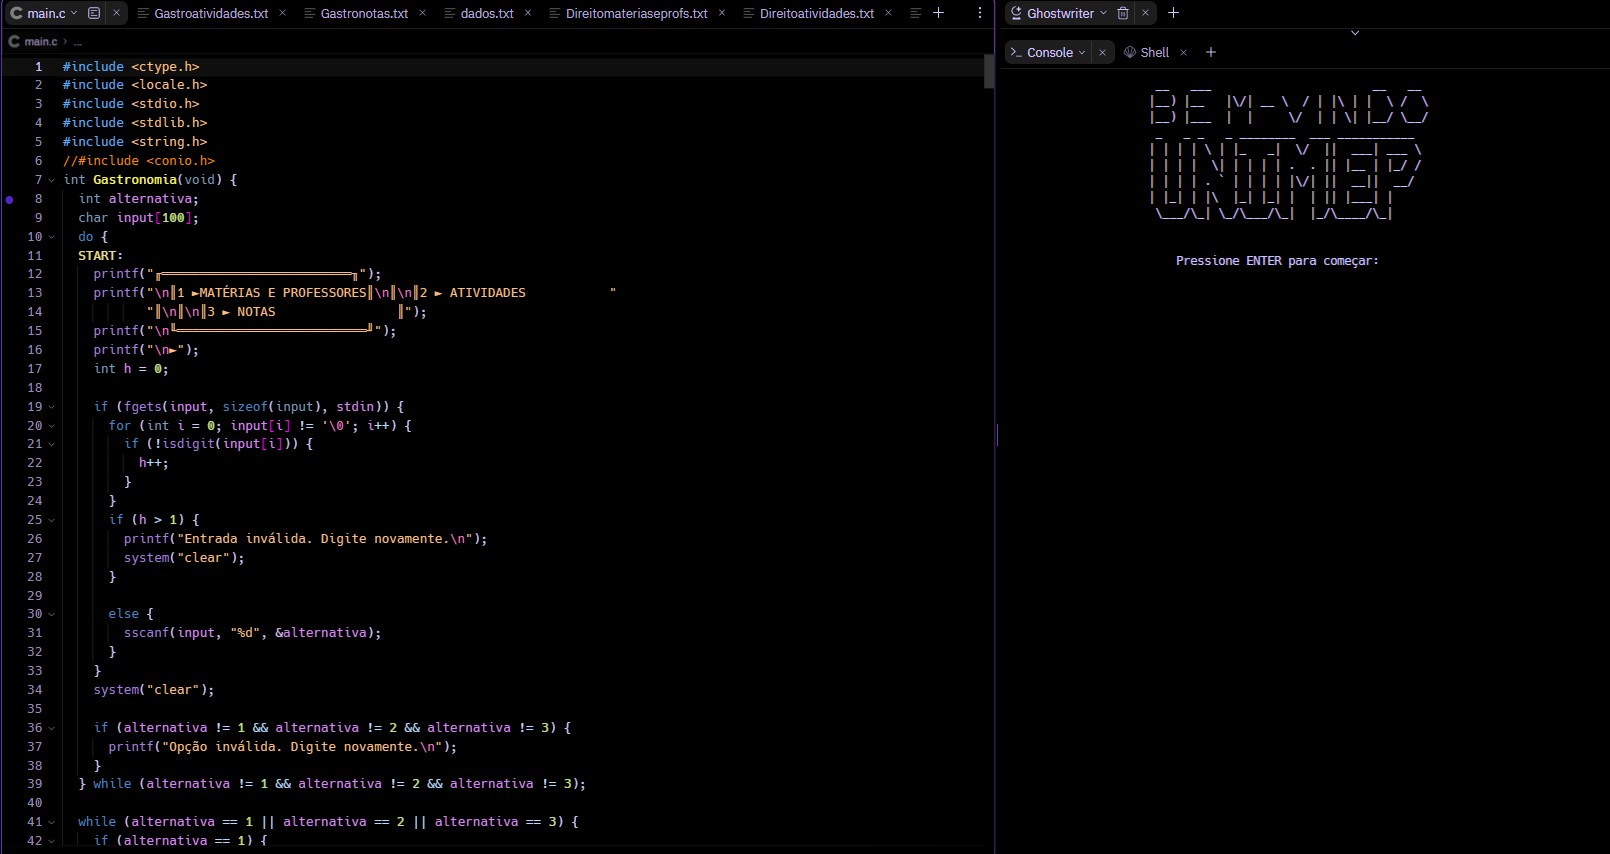 main.c Gastroatividades.txt Gastronotas.txt dados.txt Direitomateriaseprofs.txt Direitoatividades.txt
main.c > ...
1 #include <ctype.h>
2 #include <locale.h>
3 #include <stdio.h>
4 #include <stdlib.h>
5 #include <string.h>
6 //#include <conio.h>
7 int Gastronomia(void) {
8 int alternativa;
9 char input[100];
10 do {
11 START:
12 printf("╔═════════════════════════╗");
13 printf("\n║1 ►MATÉRIAS E PROFESSORES║\n║\n║2 ► ATIVIDADES "
14 "║\n║\n║3 ► NOTAS ║");
15 printf("\n╚═════════════════════════╝");
16 printf("\n►");
17 int h = 0;
18
19 if (fgets(input, sizeof(input), stdin)) {
20 for (int i = 0; input[i] != '\0'; i++) {
21 if (!isdigit(input[i])) {
22 h++;
23 }
24 }
25 if (h > 1) {
26 printf("Entrada inválida. Digite novamente.\n");
27 system("clear");
28 }
29
30 else {
31 sscanf(input, "%d", &alternativa);
32 }
33 }
34 system("clear");
35
36 if (alternativa != 1 && alternativa != 2 && alternativa != 3) {
37 printf("Opção inválida. Digite novamente.\n");
38 }
39 } while (alternativa != 1 && alternativa != 2 && alternativa != 3);
40
41 while (alternativa == 1 || alternativa == 2 || alternativa == 3) {
42 if (alternativa == 1) {
Ghostwriter
Console Shell
BEM-VINDO
UNIMEP
Pressione ENTER para começar: